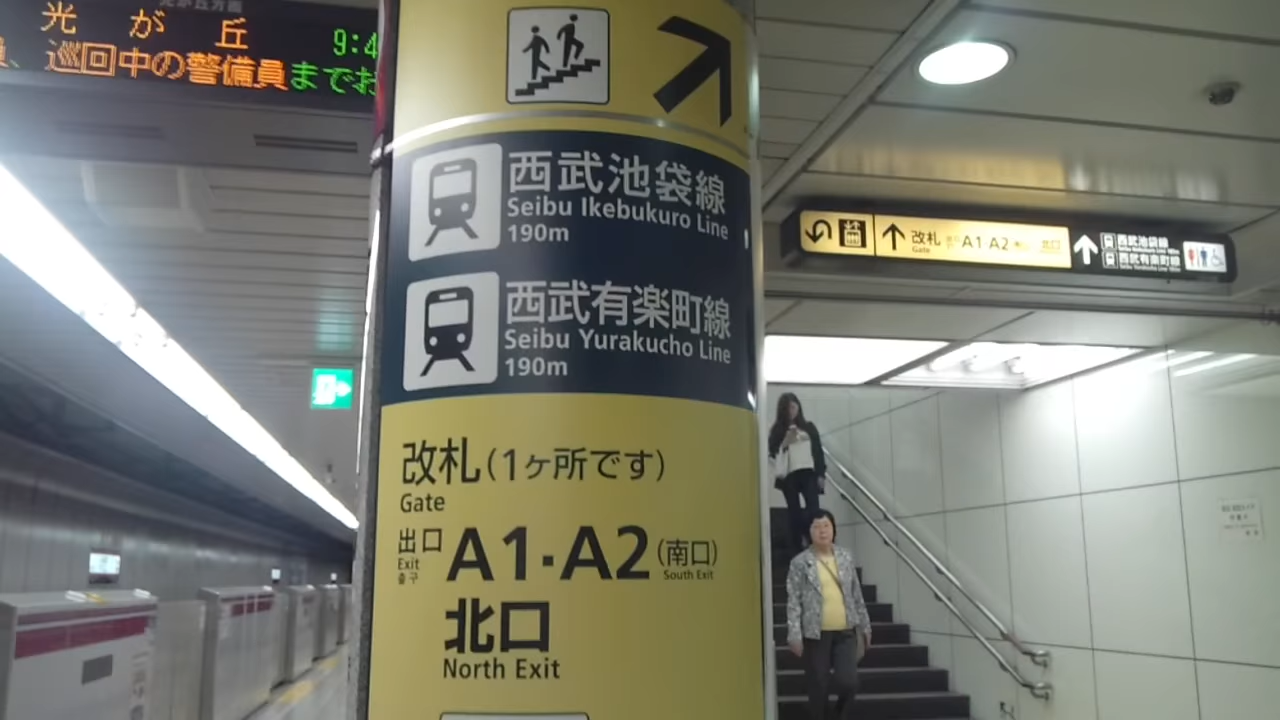 光が丘 9:4
、巡回中の警備員までお
西武池袋線
Seibu Ikebukuro Line
190m
西武有楽町線
Seibu Yurakucho Line
190m
改札(1ヶ所です)
Gate
出口 A1・A2(南口)
Exit South Exit
출구
北口
North Exit
改札 A1 A2 北口
Gate
西武池袋線
西武有楽町線